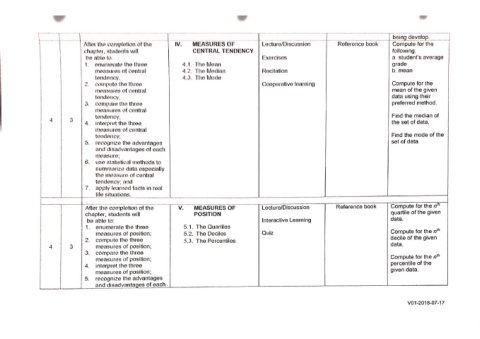 being develop
4
3
After the completion of the
chapter, students will
be able to:
1. enumerate the three
measures of central
tendency;
2. compute the three
measures of central
tendency;
3. compare the three
measures of central
tendency;
4. interpret the three
measures of central
tendency;
5. recognize the advantages
and disadvantages of each
measure;
6. use statistical methods to
summarize data especially
the measure of central
tendency; and
7. apply learned facts in real
life situations.
IV. MEASURES OF
CENTRAL TENDENCY
4.1. The Mean
4.2. The Median
4.3. The Mode
Lecture/Discussion
Exercises
Recitation
Cooperative learning
Reference book
Compute for the
following:
a. student's average
grade
b. mean
Compute for the
mean of the given
data using their
preferred method.
Find the median of
the set of data.
Find the mode of the
set of data.
4
3
After the completion of the
chapter, students will
be able to:
1. enumerate the three
measures of position;
2. compute the three
measures of position;
3. compare the three
measures of position;
4. interpret the three
measures of position;
5. recognize the advantages
and disadvantages of each
V. MEASURES OF
POSITION
5.1. The Quartiles
5.2. The Deciles
5.3. The Percentiles
Lecture/Discussion
Interactive Learning
Quiz
Reference book
Compute for the nth
quartile of the given
data.
Compute for the nth
decile of the given
data.
Compute for the nth
percentile of the
given data.
V01-2018-07-17